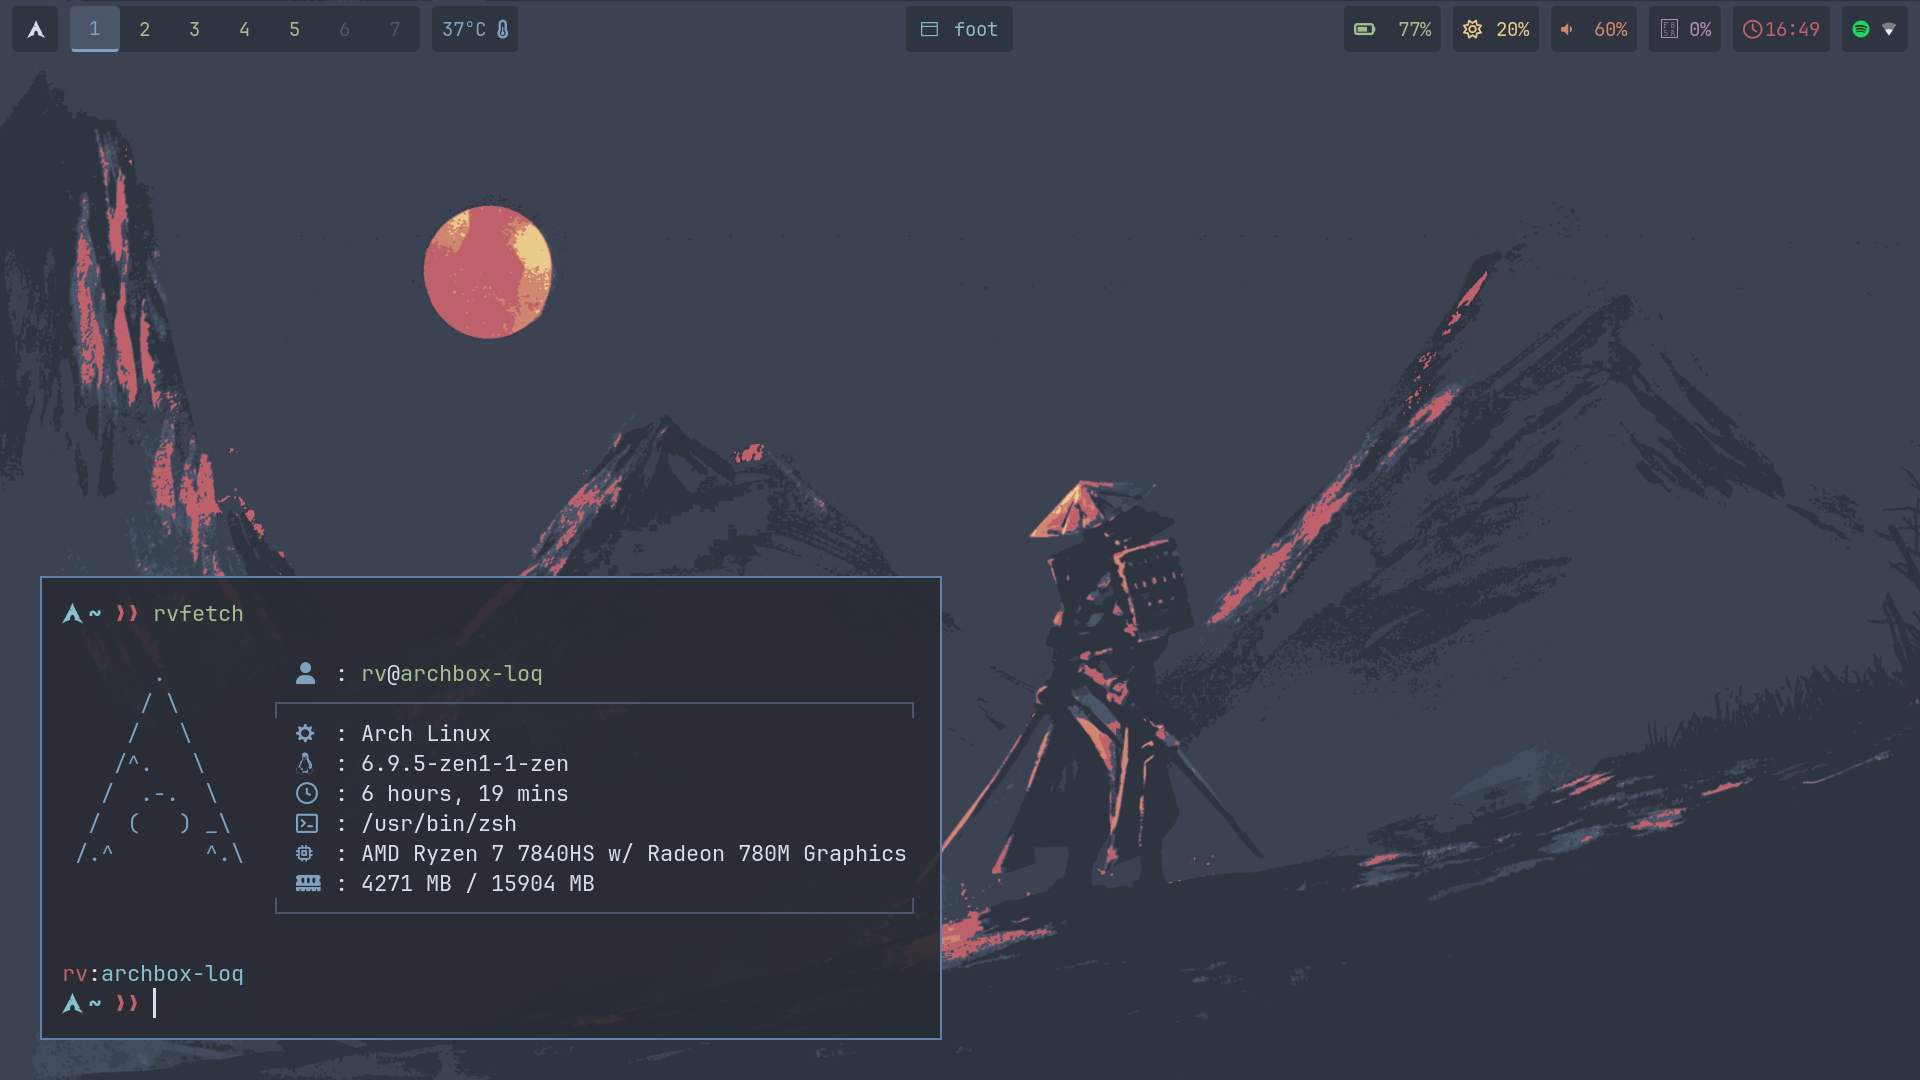 1 2 3 4 5 6 7 37°C foot 77% 20% 60% 0% 16:49
~ ❯❯ rvfetch
: rv@archbox-loq
: Arch Linux
: 6.9.5-zen1-1-zen
: 6 hours, 19 mins
: /usr/bin/zsh
: AMD Ryzen 7 7840HS w/ Radeon 780M Graphics
: 4271 MB / 15904 MB
rv:archbox-loq
~ ❯❯